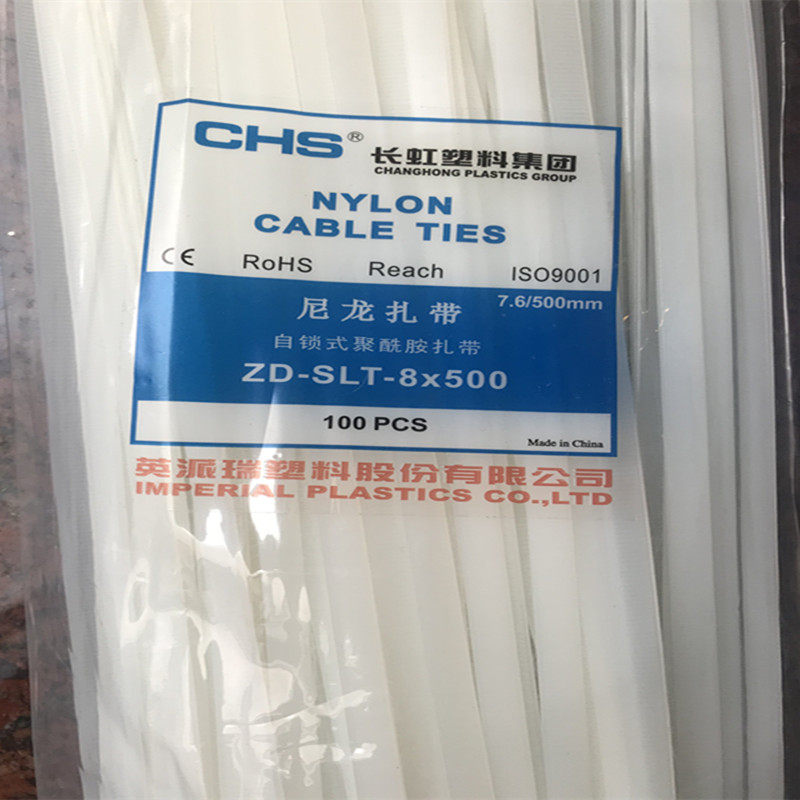 CHS® 长虹塑料集团
CHANGHONG PLASTICS GROUP
NYLON
CABLE TIES
CE RoHS Reach ISO9001
7.6/500mm
尼龙扎带
自锁式聚酰胺扎带
ZD-SLT-8x500
100 PCS
Made in China
英派瑞塑料股份有限公司
IMPERIAL PLASTICS CO.,LTD